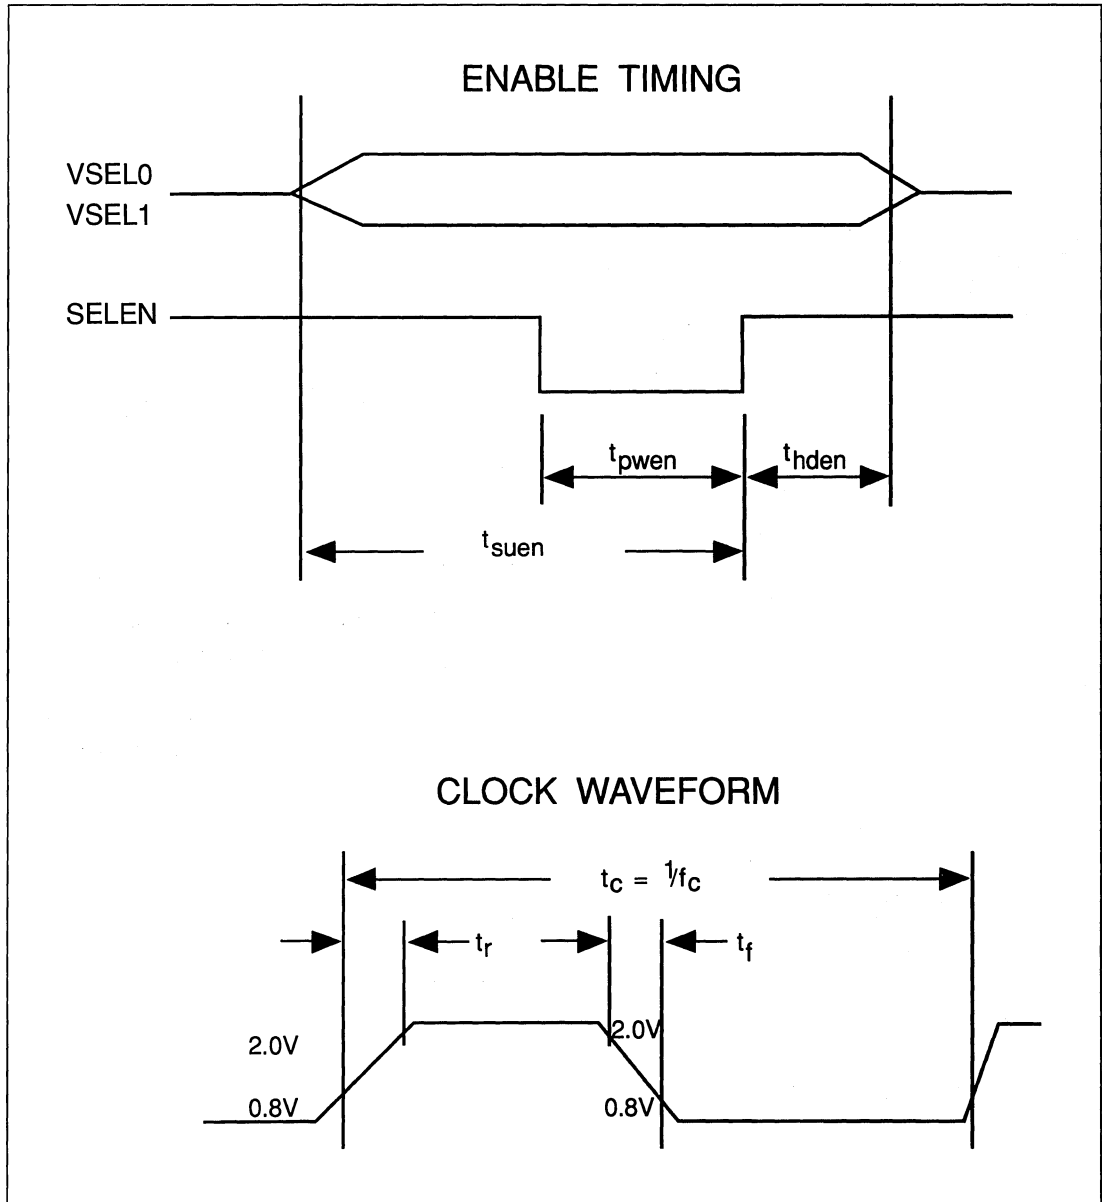 ENABLE TIMING
VSEL0
VSEL1
SELEN
tpwen
thden
tsuen
CLOCK WAVEFORM
tc = 1/fc
tr
tf
2.0V
2.0V
0.8V
0.8V